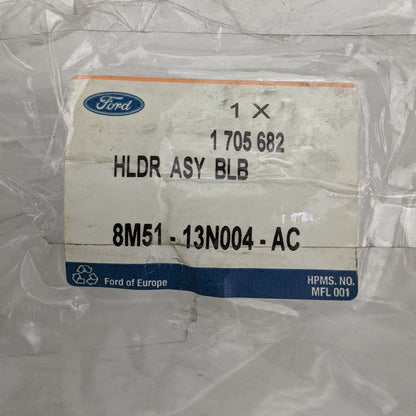 Ford
1 X
1 705 682
HLDR ASY BLB
8M51 - 13N004 - AC
Ford of Europe
HPMS. NO.
MFL 001